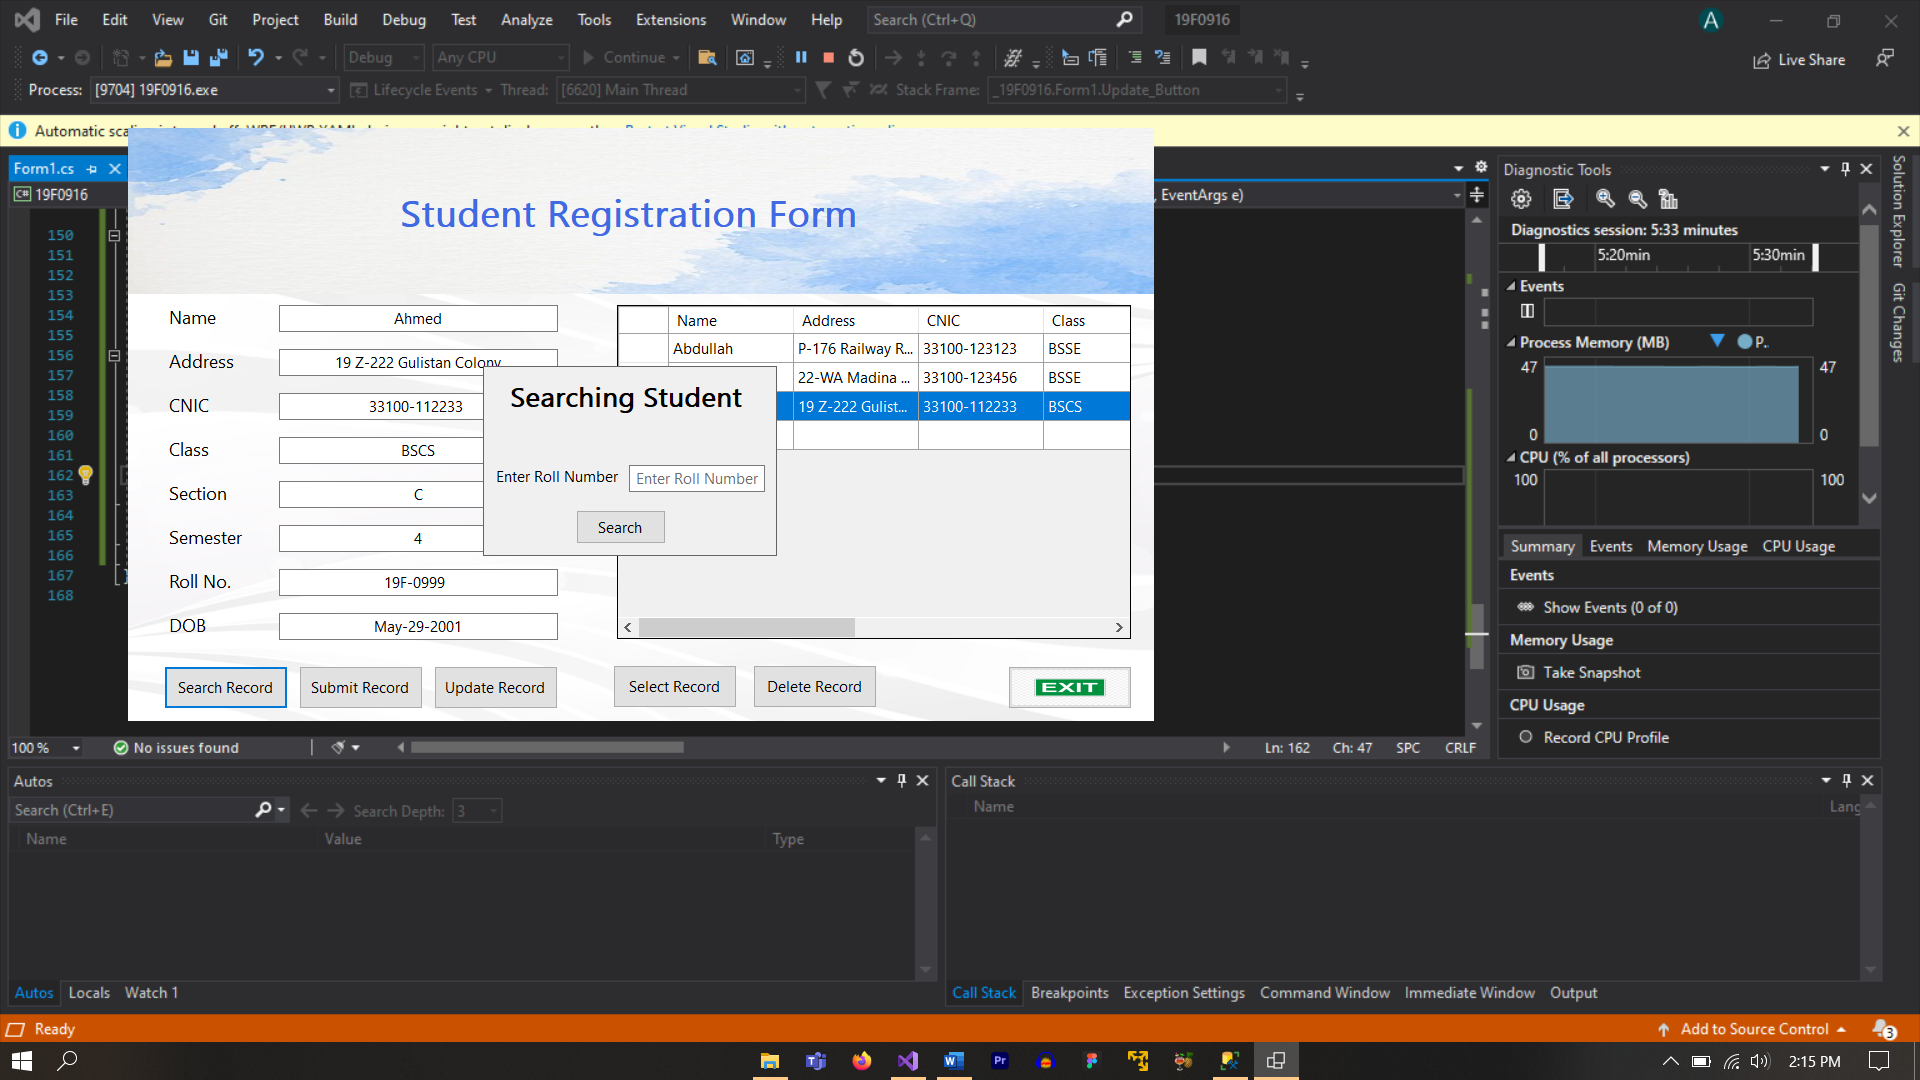 File Edit View Git Project Build Debug Test Analyze Tools Extensions Window Help Search (Ctrl+Q) 19F0916 A
Debug Any CPU Continue Live Share
Process: [9704] 19F0916.exe Lifecycle Events Thread: [6620] Main Thread Stack Frame: _19F0916.Form1.Update_Button
Automatic
Form1.cs
C# 19F0916
, EventArgs e)
150
151
152
153
154
155
156
157
158
159
160
161
162
163
164
165
166
167
168
Student Registration Form
Name Ahmed
Address 19 Z-222 Gulistan Colony
CNIC 33100-112233
Class BSCS
Section C
Semester 4
Roll No. 19F-0999
DOB May-29-2001
Name Address CNIC Class
Abdullah P-176 Railway R... 33100-123123 BSSE
22-WA Madina ... 33100-123456 BSSE
19 Z-222 Gulist... 33100-112233 BSCS
Searching Student
Enter Roll Number Enter Roll Number
Search
Search Record Submit Record Update Record Select Record Delete Record EXIT
100 % No issues found Ln: 162 Ch: 47 SPC CRLF
Diagnostic Tools
Diagnostics session: 5:33 minutes
5:20min 5:30min
Events
Process Memory (MB) P..
47 47
0 0
CPU (% of all processors)
100 100
Summary Events Memory Usage CPU Usage
Events
Show Events (0 of 0)
Memory Usage
Take Snapshot
CPU Usage
Record CPU Profile
Solution Explorer
Git Changes
Autos
Search (Ctrl+E) Search Depth: 3
Name Value Type
Autos Locals Watch 1
Call Stack
Name Lang
Call Stack Breakpoints Exception Settings Command Window Immediate Window Output
Ready Add to Source Control 3
Pr 2:15 PM